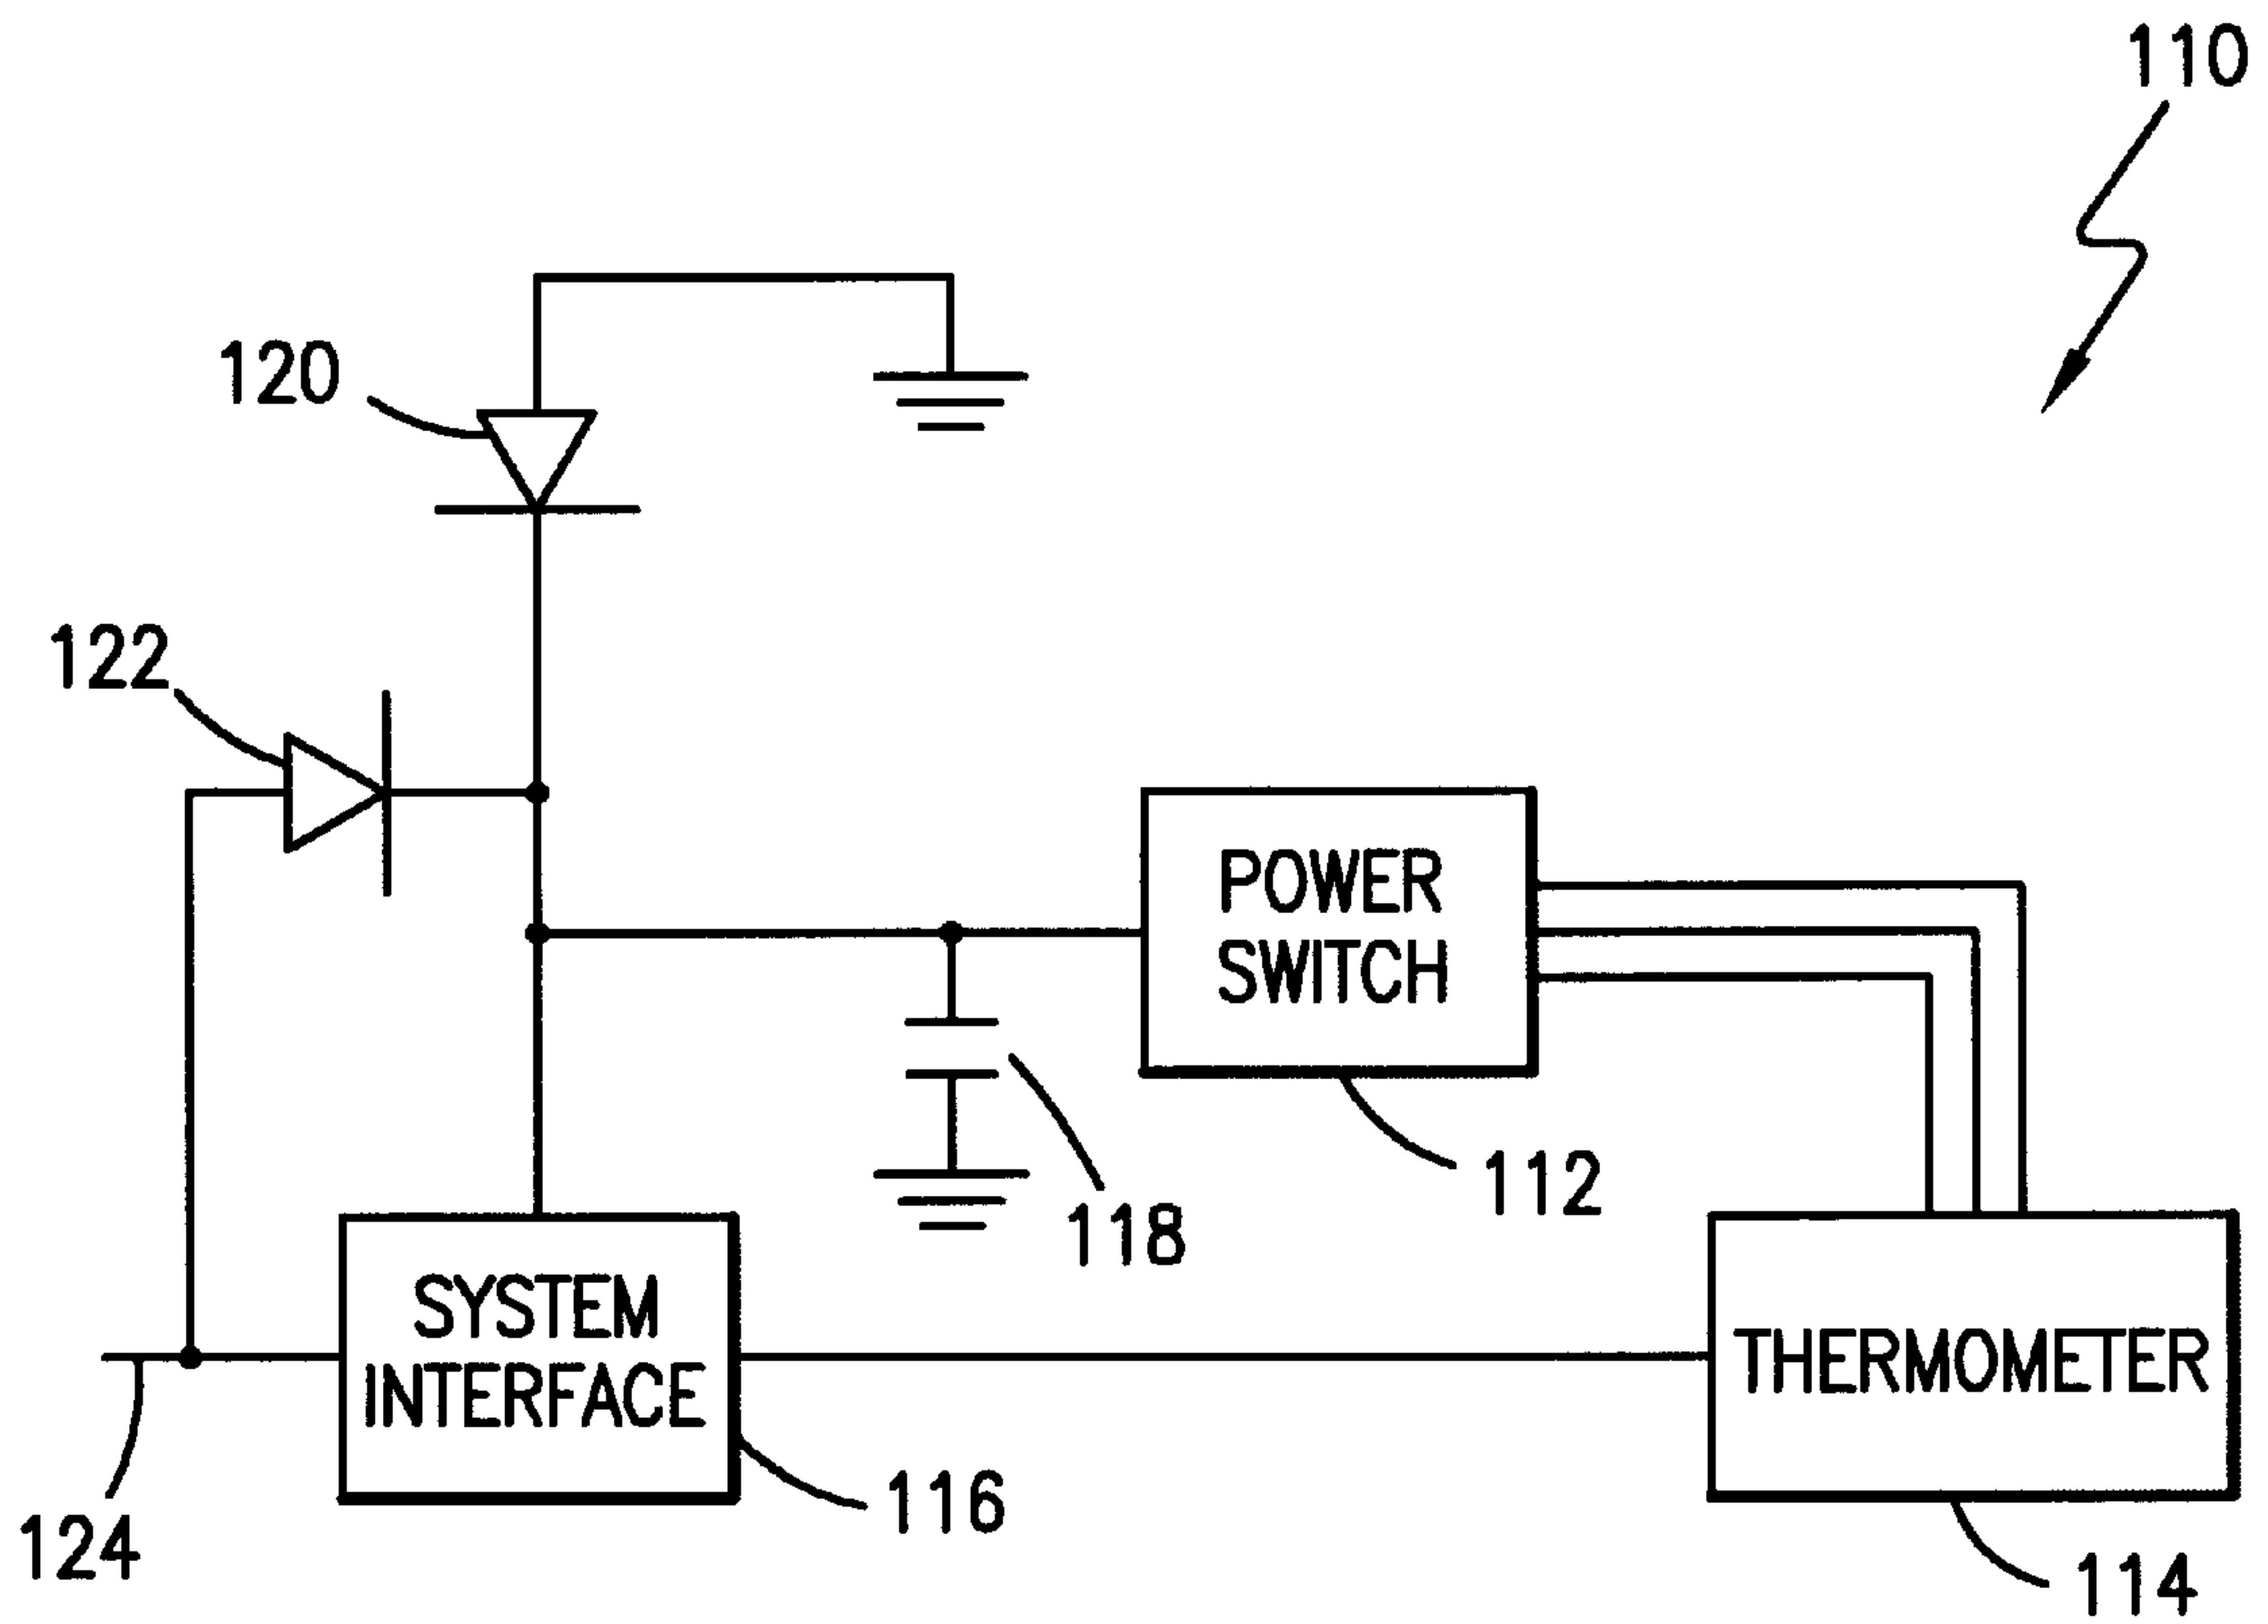 110
120
122
POWER
SWITCH
112
118
SYSTEM
INTERFACE
THERMOMETER
116
124
114